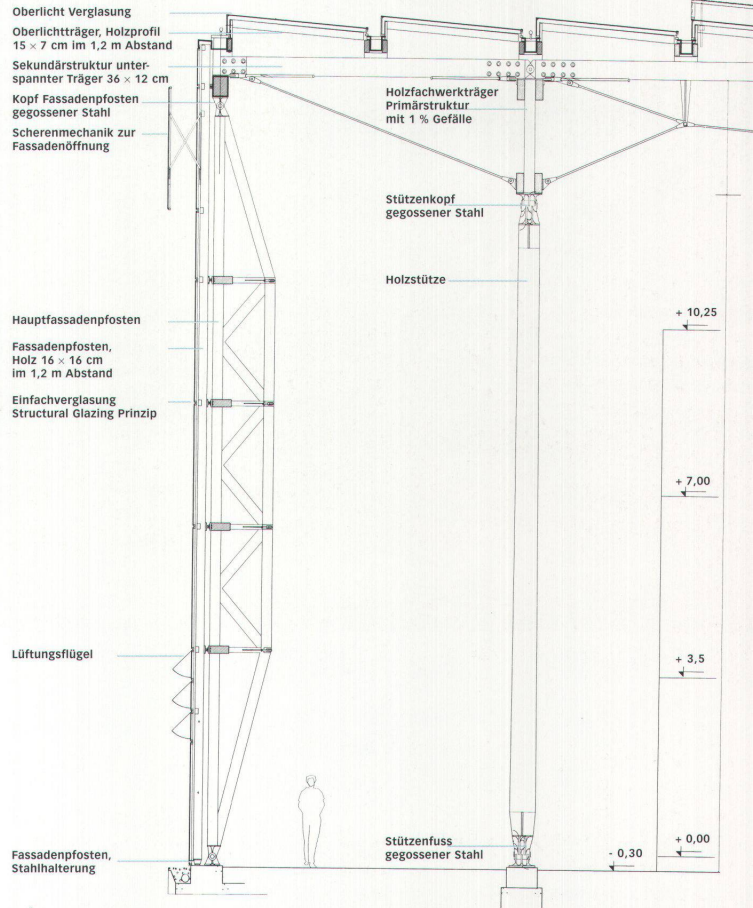 Oberlicht Verglasung
Oberlichtträger, Holzprofil
15 × 7 cm im 1,2 m Abstand
Sekundärstruktur unter-
spannter Träger 36 × 12 cm
Kopf Fassadenpfosten
gegossener Stahl
Scherenmechanik zur
Fassadenöffnung
Holzfachwerkträger
Primärstruktur
mit 1 % Gefälle
Stützenkopf
gegossener Stahl
Holzstütze
Hauptfassadenpfosten
Fassadenpfosten,
Holz 16 × 16 cm
im 1,2 m Abstand
Einfachverglasung
Structural Glazing Prinzip
Lüftungsflügel
Fassadenpfosten,
Stahlhalterung
Stützenfuss
gegossener Stahl
+ 10,25
+ 7,00
+ 3,5
+ 0,00
- 0,30